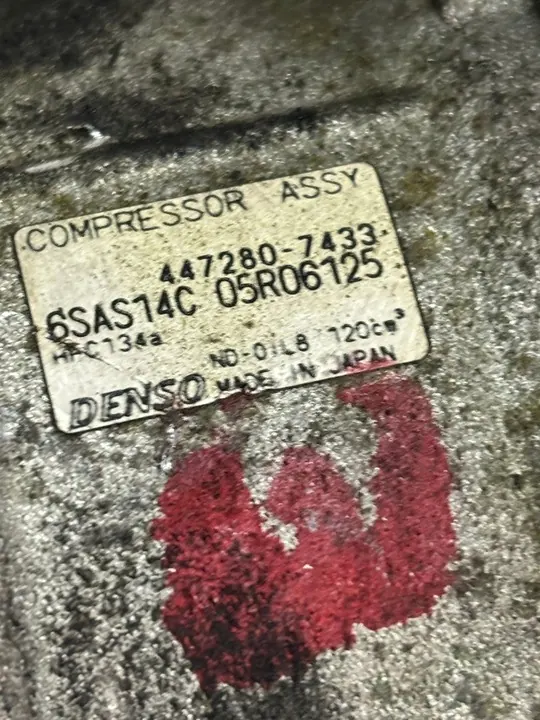 COMPRESSOR ASSY
447280-7433
6SAS14C 05R06125
HFC134a ND-OIL8 120cm³
DENSO MADE IN JAPAN